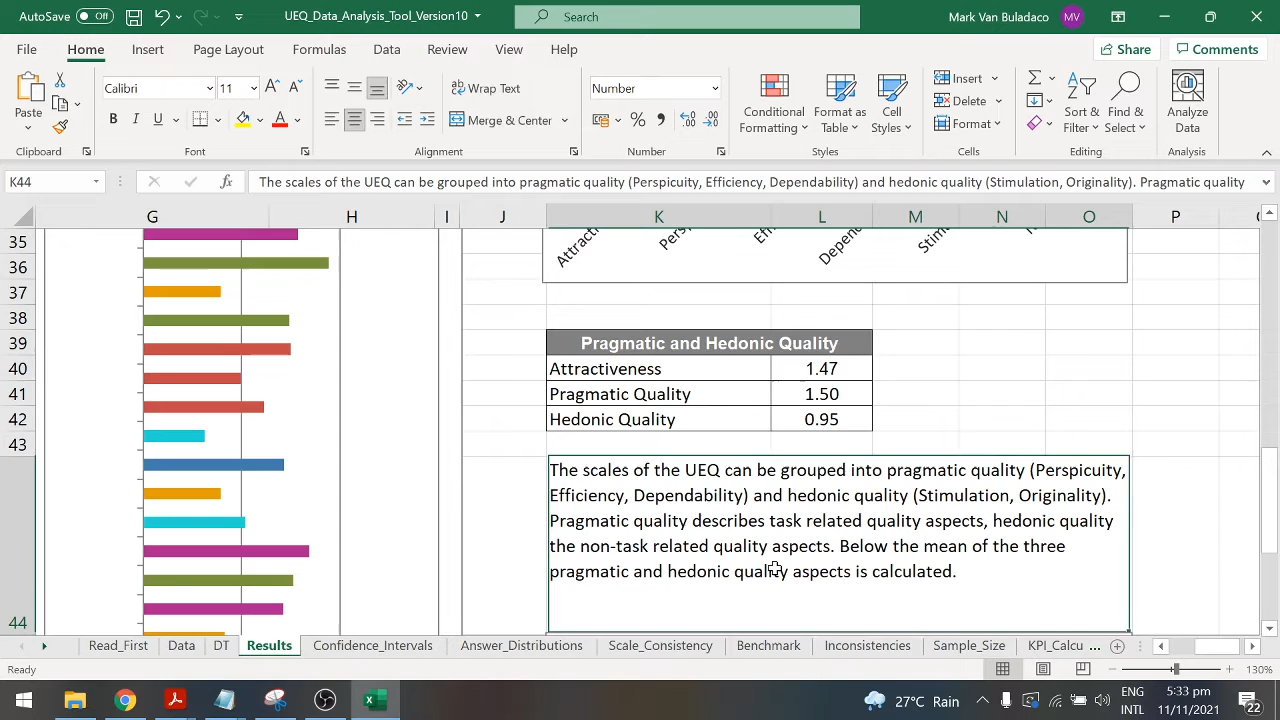 AutoSave Off UEQ_Data_Analysis_Tool_Version10 Search Mark Van Buladaco MV
File Home Insert Page Layout Formulas Data Review View Help Share Comments
Calibri 11 Wrap Text Number Insert
Paste B I U A Merge & Center % , Conditional Format as Cell Delete Sort & Find & Analyze
Formatting Table Styles Format Filter Select Data
Clipboard Font Alignment Number Styles Cells Editing Analysis
K44 fx The scales of the UEQ can be grouped into pragmatic quality (Perspicuity, Efficiency, Dependability) and hedonic quality (Stimulation, Originality). Pragmatic quality
G H I J K L M N O P
35
36
37
38
39 Pragmatic and Hedonic Quality
40 Attractiveness 1.47
41 Pragmatic Quality 1.50
42 Hedonic Quality 0.95
43
The scales of the UEQ can be grouped into pragmatic quality (Perspicuity,
Efficiency, Dependability) and hedonic quality (Stimulation, Originality).
Pragmatic quality describes task related quality aspects, hedonic quality
the non-task related quality aspects. Below the mean of the three
pragmatic and hedonic quality aspects is calculated.
44
Read_First Data DT Results Confidence_Intervals Answer_Distributions Scale_Consistency Benchmark Inconsistencies Sample_Size KPI_Calcu ...
Ready 130%
27°C Rain ENG 5:33 pm
INTL 11/11/2021 22